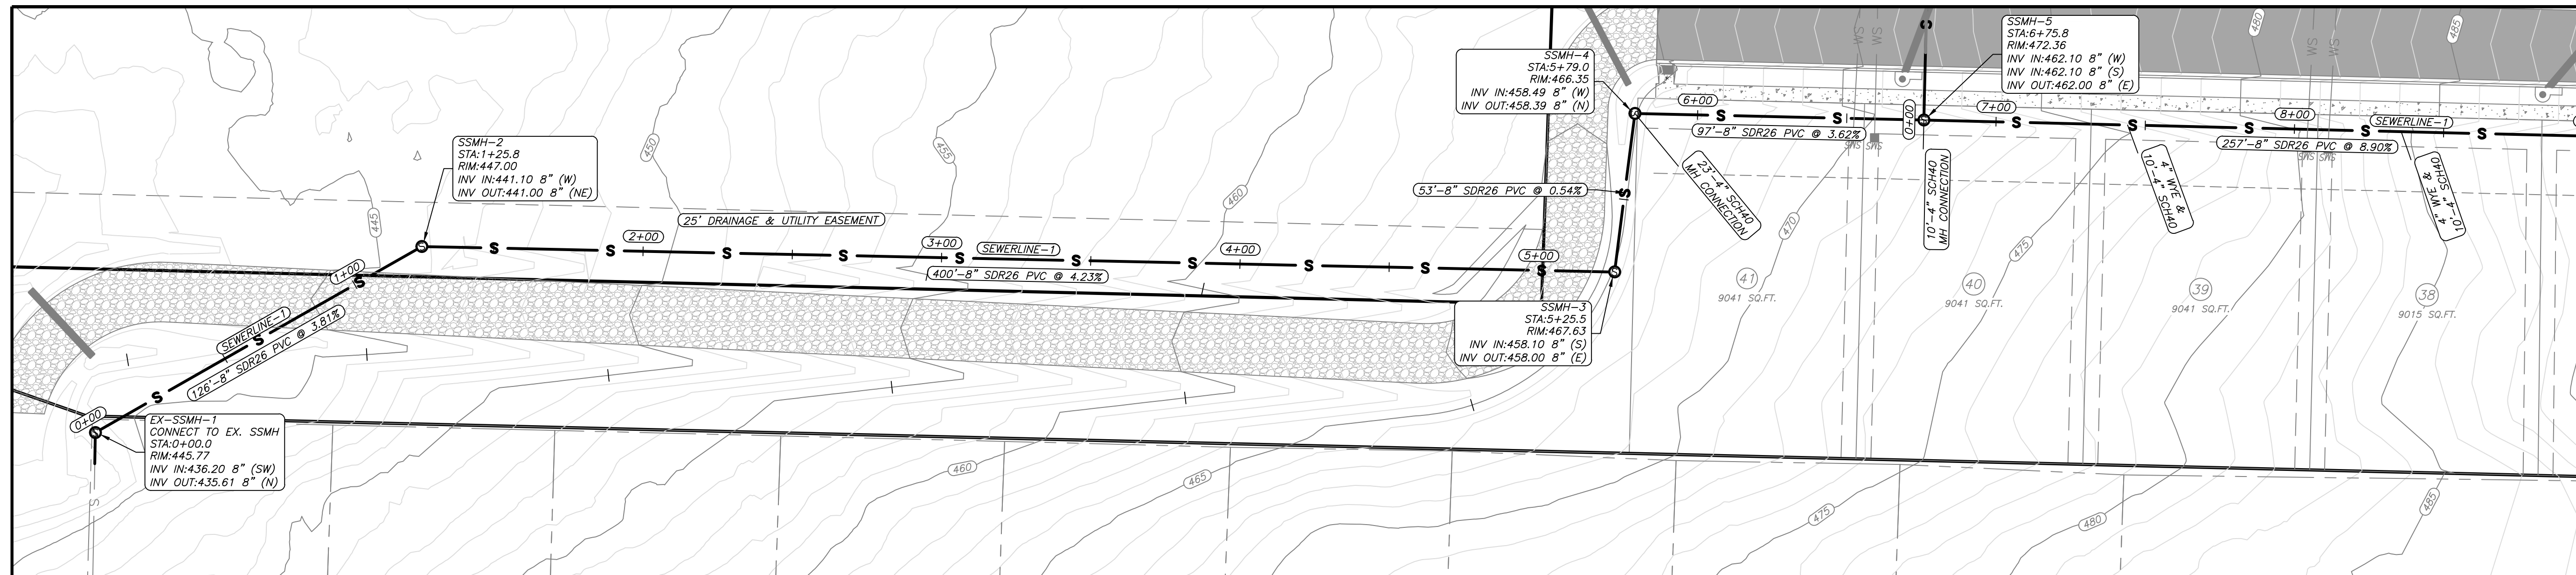 SSMH-2
STA:1+25.8
RIM:447.00
INV IN:441.10 8" (W)
INV OUT:441.00 8" (NE)
SSMH-4
STA:5+79.0
RIM:466.35
INV IN:458.49 8" (W)
INV OUT:458.39 8" (N)
SSMH-5
STA:6+75.8
RIM:472.36
INV IN:462.10 8" (W)
INV IN:462.10 8" (S)
INV OUT:462.00 8" (E)
S
480
485
SW
SW
SW
SW
450
455
460
445
25' DRAINAGE & UTILITY EASEMENT
53'-8" SDR26 PVC @ 0.54%
S
6+00
S
S
97'-8" SDR26 PVC @ 3.62%
0+00
7+00
S
S
S
8+00
S
SEWERLINE-1
S
257'-8" SDR26 PVC @ 8.90%
SWS
SWS
SWS
SWS
23'-4" SCH40
MH CONNECTION
10'-4" SCH40
MH CONNECTION
4" WYE &
10'-4" SCH40
4" WYE &
10'-4" SCH40
S
S
2+00
S
S
3+00
S
SEWERLINE-1
S
S
4+00
S
S
5+00
S
400'-8" SDR26 PVC @ 4.23%
1+00
S
SEWERLINE-1
S
126'-8" SDR26 PVC @ 3.81%
S
0+00
470
475
41
9041 SQ.FT.
40
9041 SQ.FT.
39
9041 SQ.FT.
38
9015 SQ.FT.
SSMH-3
STA:5+25.5
RIM:467.63
INV IN:458.10 8" (S)
INV OUT:458.00 8" (E)
EX-SSMH-1
CONNECT TO EX. SSMH
STA:0+00.0
RIM:445.77
INV IN:436.20 8" (SW)
INV OUT:435.61 8" (N)
S
460
465
475
480
485